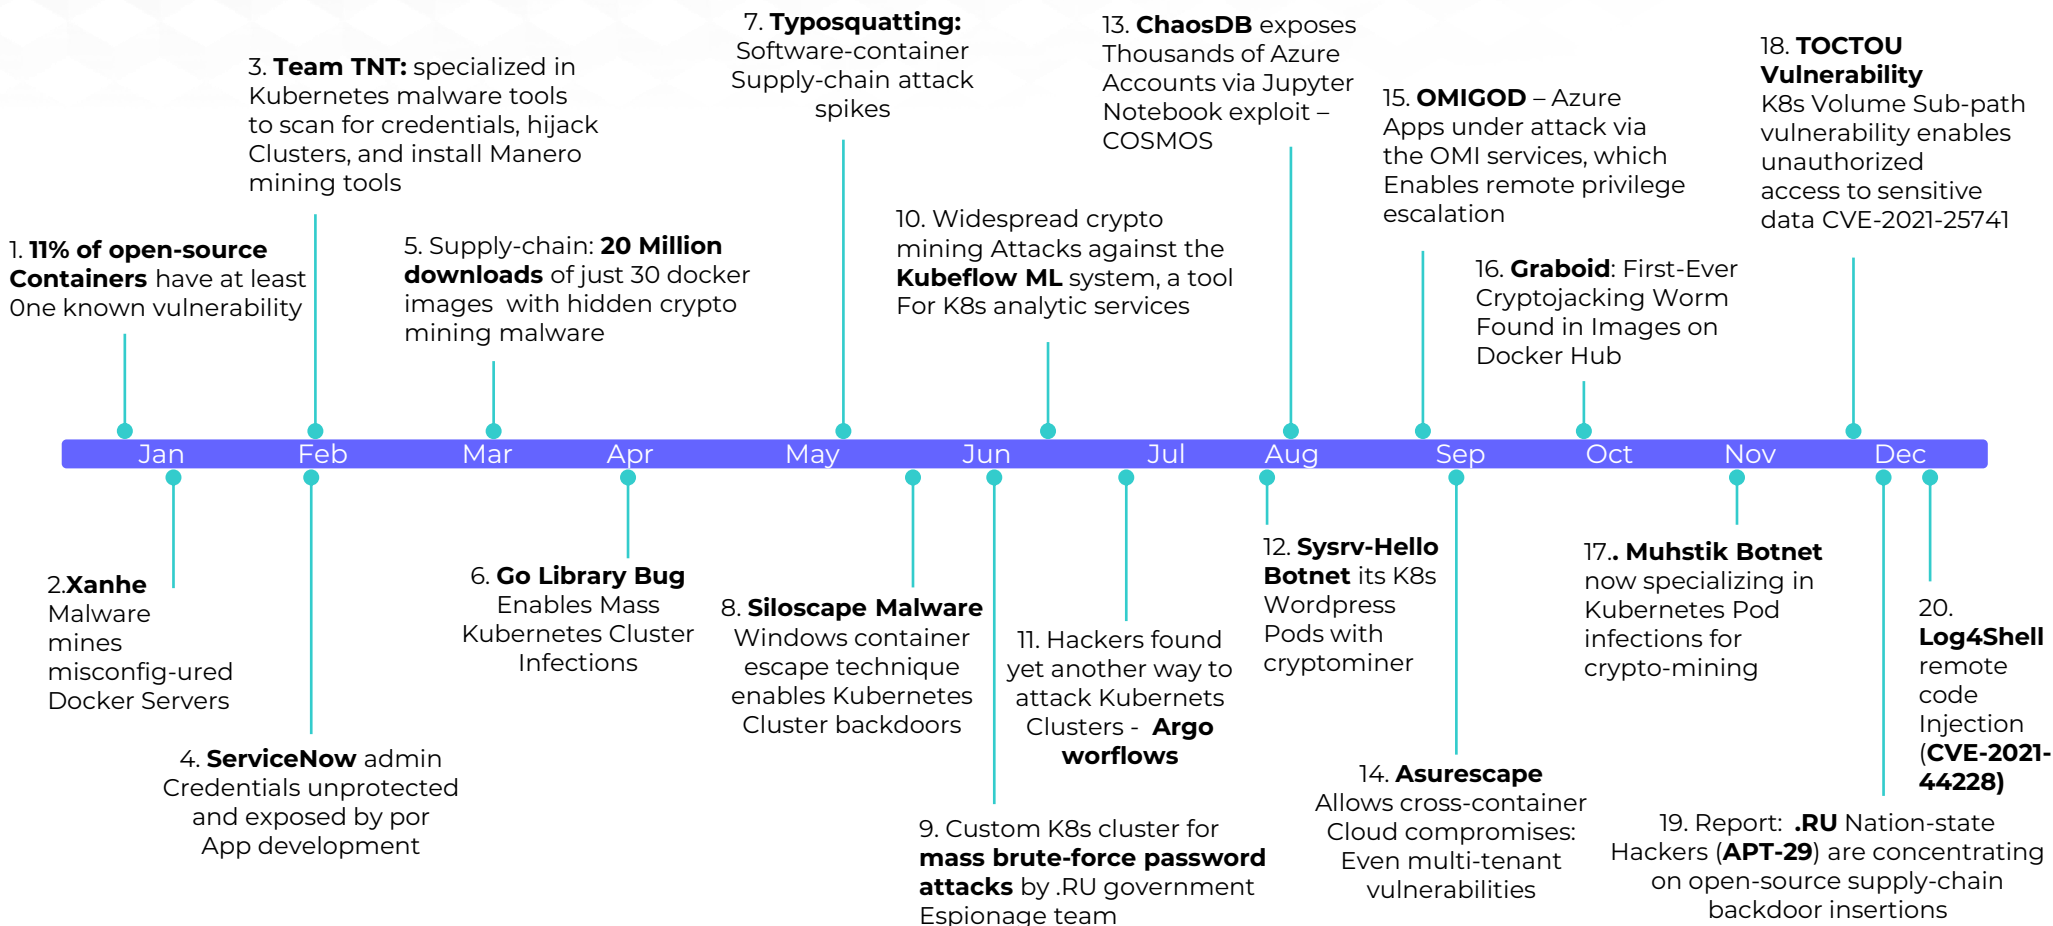 1. 11% of open-source
Containers have at least
0ne known vulnerability
2.Xanhe
Malware
mines
misconfig-ured
Docker Servers
3. Team TNT: specialized in
Kubernetes malware tools
to scan for credentials, hijack
Clusters, and install Manero
mining tools
4. ServiceNow admin
Credentials unprotected
and exposed by por
App development
5. Supply-chain: 20 Million
downloads of just 30 docker
images with hidden crypto
mining malware
6. Go Library Bug
Enables Mass
Kubernetes Cluster
Infections
7. Typosquatting:
Software-container
Supply-chain attack
spikes
8. Siloscape Malware
Windows container
escape technique
enables Kubernetes
Cluster backdoors
9. Custom K8s cluster for
mass brute-force password
attacks by .RU government
Espionage team
10. Widespread crypto
mining Attacks against the
Kubeflow ML system, a tool
For K8s analytic services
11. Hackers found
yet another way to
attack Kubernets
Clusters - Argo
worflows
12. Sysrv-Hello
Botnet its K8s
Wordpress
Pods with
cryptominer
13. ChaosDB exposes
Thousands of Azure
Accounts via Jupyter
Notebook exploit –
COSMOS
14. Asurescape
Allows cross-container
Cloud compromises:
Even multi-tenant
vulnerabilities
15. OMIGOD – Azure
Apps under attack via
the OMI services, which
Enables remote privilege
escalation
16. Graboid: First-Ever
Cryptojacking Worm
Found in Images on
Docker Hub
17.. Muhstik Botnet
now specializing in
Kubernetes Pod
infections for
crypto-mining
18. TOCTOU
Vulnerability
K8s Volume Sub-path
vulnerability enables
unauthorized
access to sensitive
data CVE-2021-25741
19. Report: .RU Nation-state
Hackers (APT-29) are concentrating
on open-source supply-chain
backdoor insertions
20.
Log4Shell
remote
code
Injection
(CVE-2021-
44228)
Jan Feb Mar Apr May Jun Jul Aug Sep Oct Nov Dec